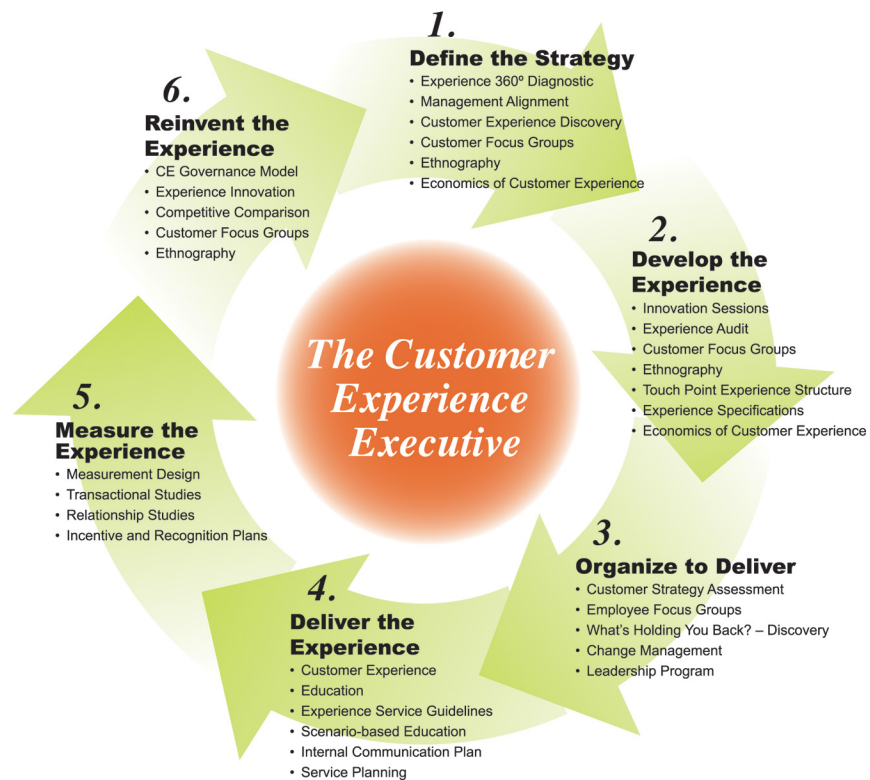 1.
Define the Strategy
• Experience 360º Diagnostic
• Management Alignment
• Customer Experience Discovery
• Customer Focus Groups
• Ethnography
• Economics of Customer Experience
2.
Develop the
Experience
• Innovation Sessions
• Experience Audit
• Customer Focus Groups
• Ethnography
• Touch Point Experience Structure
• Experience Specifications
• Economics of Customer Experience
3.
Organize to Deliver
• Customer Strategy Assessment
• Employee Focus Groups
• What’s Holding You Back? – Discovery
• Change Management
• Leadership Program
4.
Deliver the
Experience
• Customer Experience
• Education
• Experience Service Guidelines
• Scenario-based Education
• Internal Communication Plan
• Service Planning
5.
Measure the
Experience
• Measurement Design
• Transactional Studies
• Relationship Studies
• Incentive and Recognition Plans
6.
Reinvent the
Experience
• CE Governance Model
• Experience Innovation
• Competitive Comparison
• Customer Focus Groups
• Ethnography
The Customer
Experience
Executive